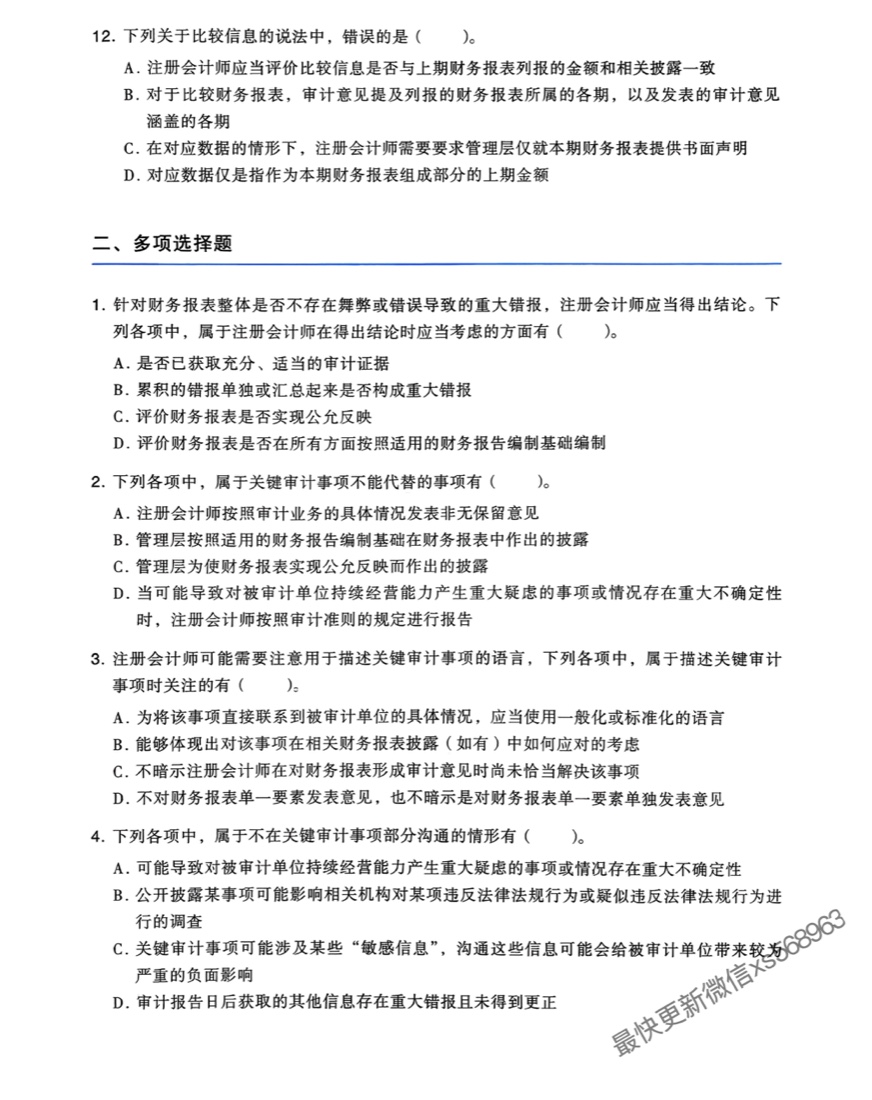 12. 下列关于比较信息的说法中，错误的是（　　）。
A. 注册会计师应当评价比较信息是否与上期财务报表列报的金额和相关披露一致
B. 对于比较财务报表，审计意见提及列报的财务报表所属的各期，以及发表的审计意见
涵盖的各期
C. 在对应数据的情形下，注册会计师需要要求管理层仅就本期财务报表提供书面声明
D. 对应数据仅是指作为本期财务报表组成部分的上期金额
二、多项选择题
1. 针对财务报表整体是否不存在舞弊或错误导致的重大错报，注册会计师应当得出结论。下
列各项中，属于注册会计师在得出结论时应当考虑的方面有（　　）。
A. 是否已获取充分、适当的审计证据
B. 累积的错报单独或汇总起来是否构成重大错报
C. 评价财务报表是否实现公允反映
D. 评价财务报表是否在所有方面按照适用的财务报告编制基础编制
2. 下列各项中，属于关键审计事项不能代替的事项有（　　）。
A. 注册会计师按照审计业务的具体情况发表非无保留意见
B. 管理层按照适用的财务报告编制基础在财务报表中作出的披露
C. 管理层为使财务报表实现公允反映而作出的披露
D. 当可能导致对被审计单位持续经营能力产生重大疑虑的事项或情况存在重大不确定性
时，注册会计师按照审计准则的规定进行报告
3. 注册会计师可能需要注意用于描述关键审计事项的语言，下列各项中，属于描述关键审计
事项时关注的有（　　）。
A. 为将该事项直接联系到被审计单位的具体情况，应当使用一般化或标准化的语言
B. 能够体现出对该事项在相关财务报表披露（如有）中如何应对的考虑
C. 不暗示注册会计师在对财务报表形成审计意见时尚未恰当解决该事项
D. 不对财务报表单一要素发表意见，也不暗示是对财务报表单一要素单独发表意见
4. 下列各项中，属于不在关键审计事项部分沟通的情形有（　　）。
A. 可能导致对被审计单位持续经营能力产生重大疑虑的事项或情况存在重大不确定性
B. 公开披露某事项可能影响相关机构对某项违反法律法规行为或疑似违反法律法规行为进
行的调查
C. 关键审计事项可能涉及某些“敏感信息”，沟通这些信息可能会给被审计单位带来较为
严重的负面影响
D. 审计报告日后获取的其他信息存在重大错报且未得到更正
最快更新微信xs568963